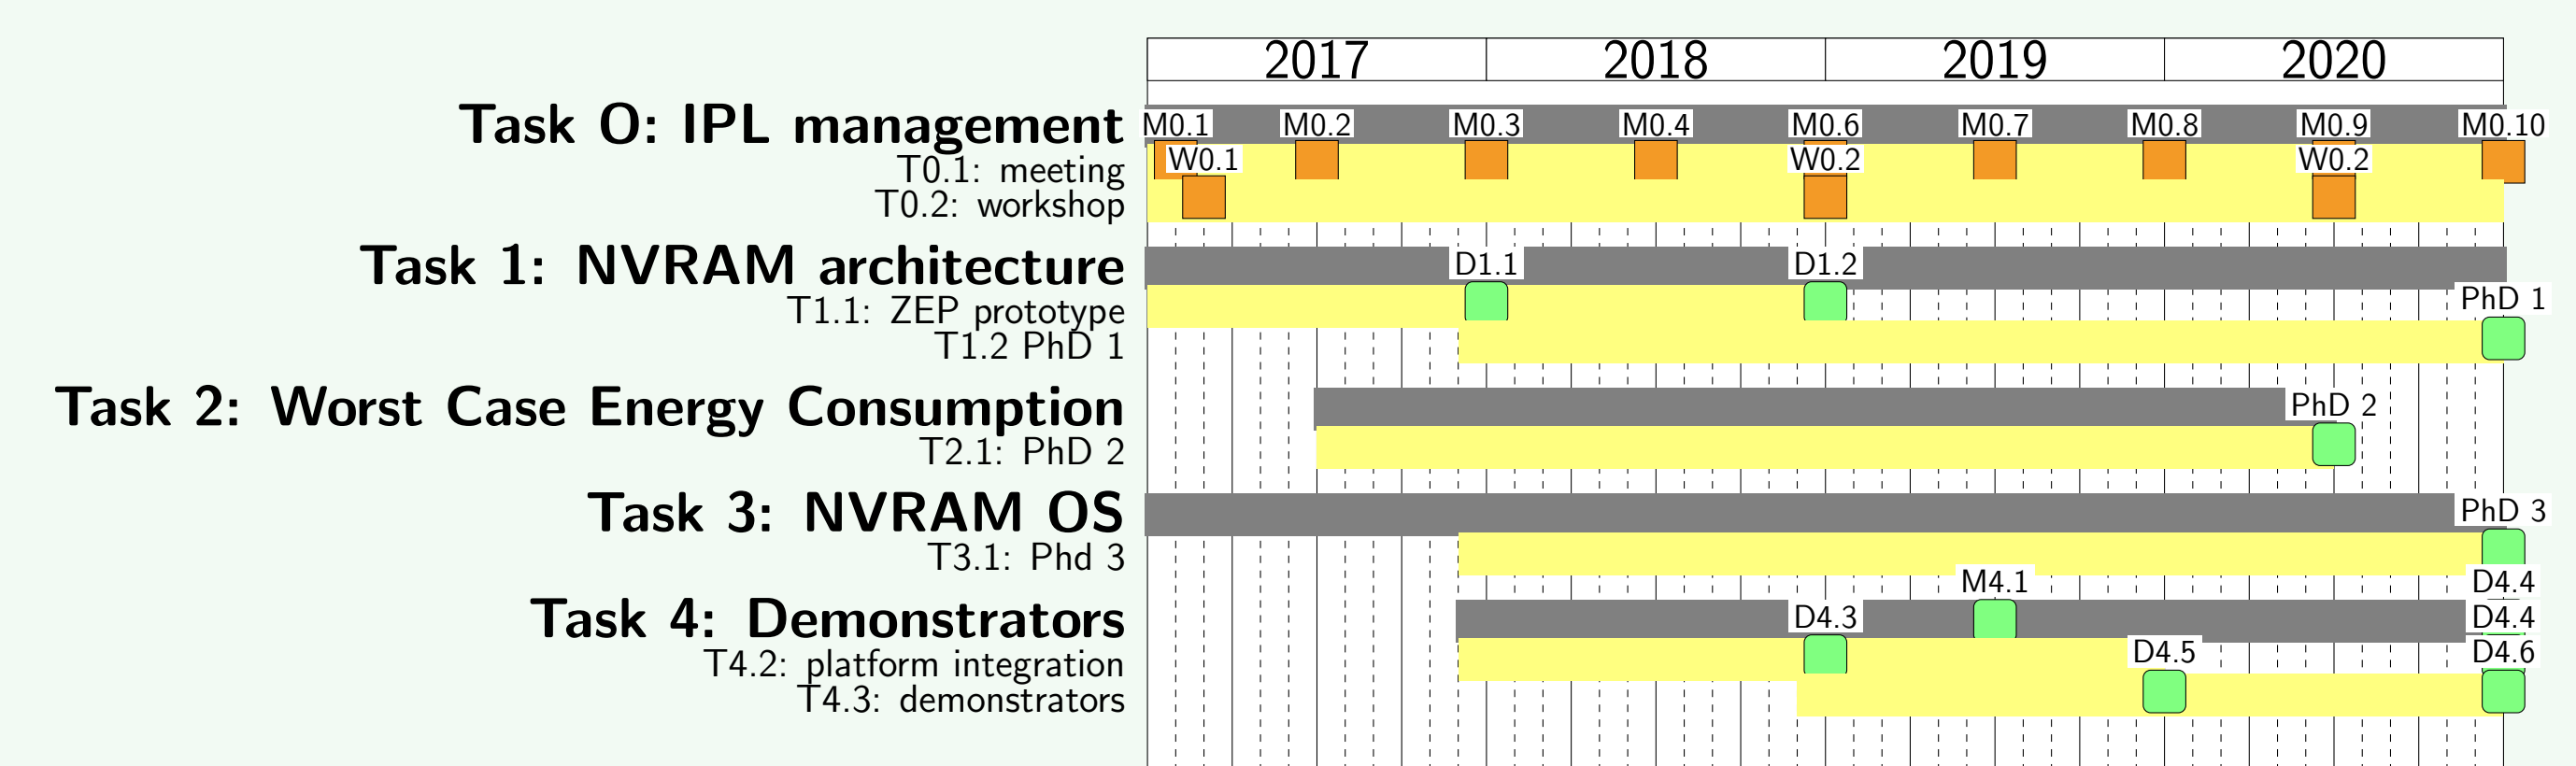 2017 2018 2019 2020
Task O: IPL management
M0.1 M0.2 M0.3 M0.4 M0.6 M0.7 M0.8 M0.9 M0.10
T0.1: meeting
W0.1 W0.2 W0.2
T0.2: workshop
Task 1: NVRAM architecture
D1.1 D1.2
T1.1: ZEP prototype
PhD 1
T1.2 PhD 1
Task 2: Worst Case Energy Consumption
PhD 2
T2.1: PhD 2
Task 3: NVRAM OS
PhD 3
T3.1: Phd 3
M4.1 D4.4
Task 4: Demonstrators
D4.3 D4.4
T4.2: platform integration
D4.5 D4.6
T4.3: demonstrators